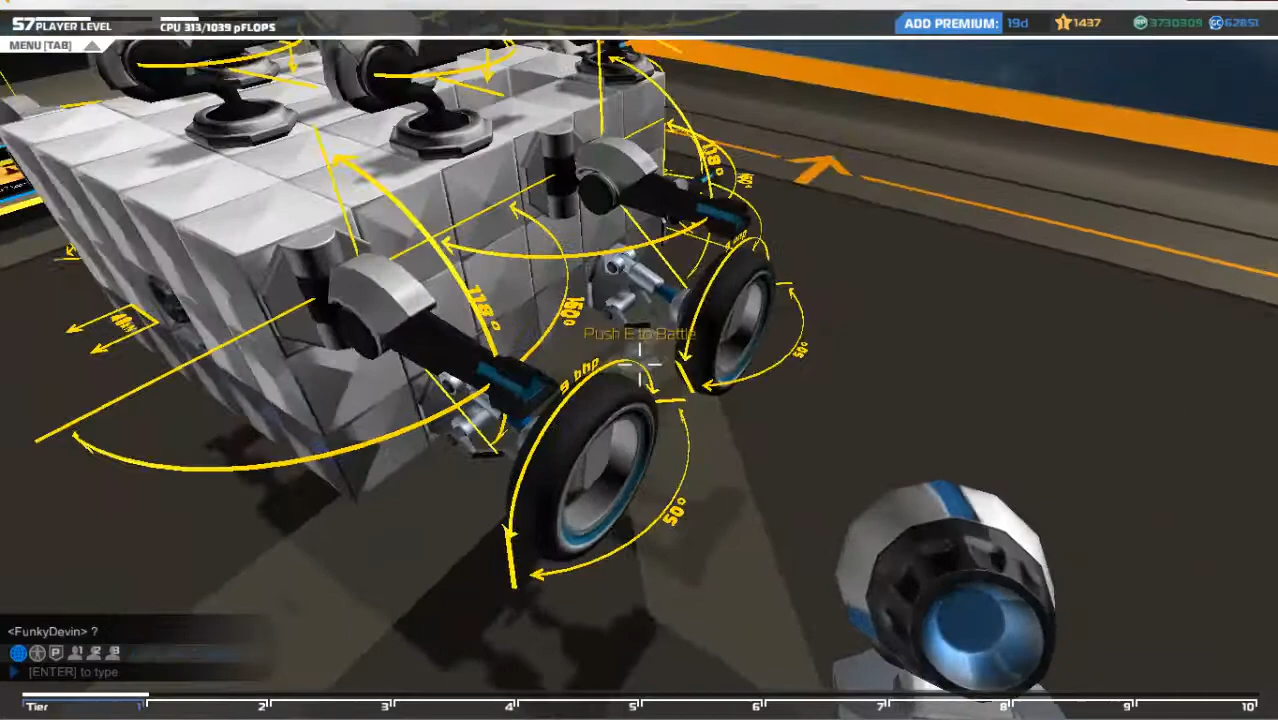 57 PLAYER LEVEL
CPU 313/1039 pFLOPS
ADD PREMIUM: 19d
1437
3730309
GC 62851
MENU [TAB]
118°
118°
160°
Push E to Battle
9 bhp
50°
50°
<FunkyDevin> ?
[ENTER] to type
Tier 1 2 3 4 5 6 7 8 9 10